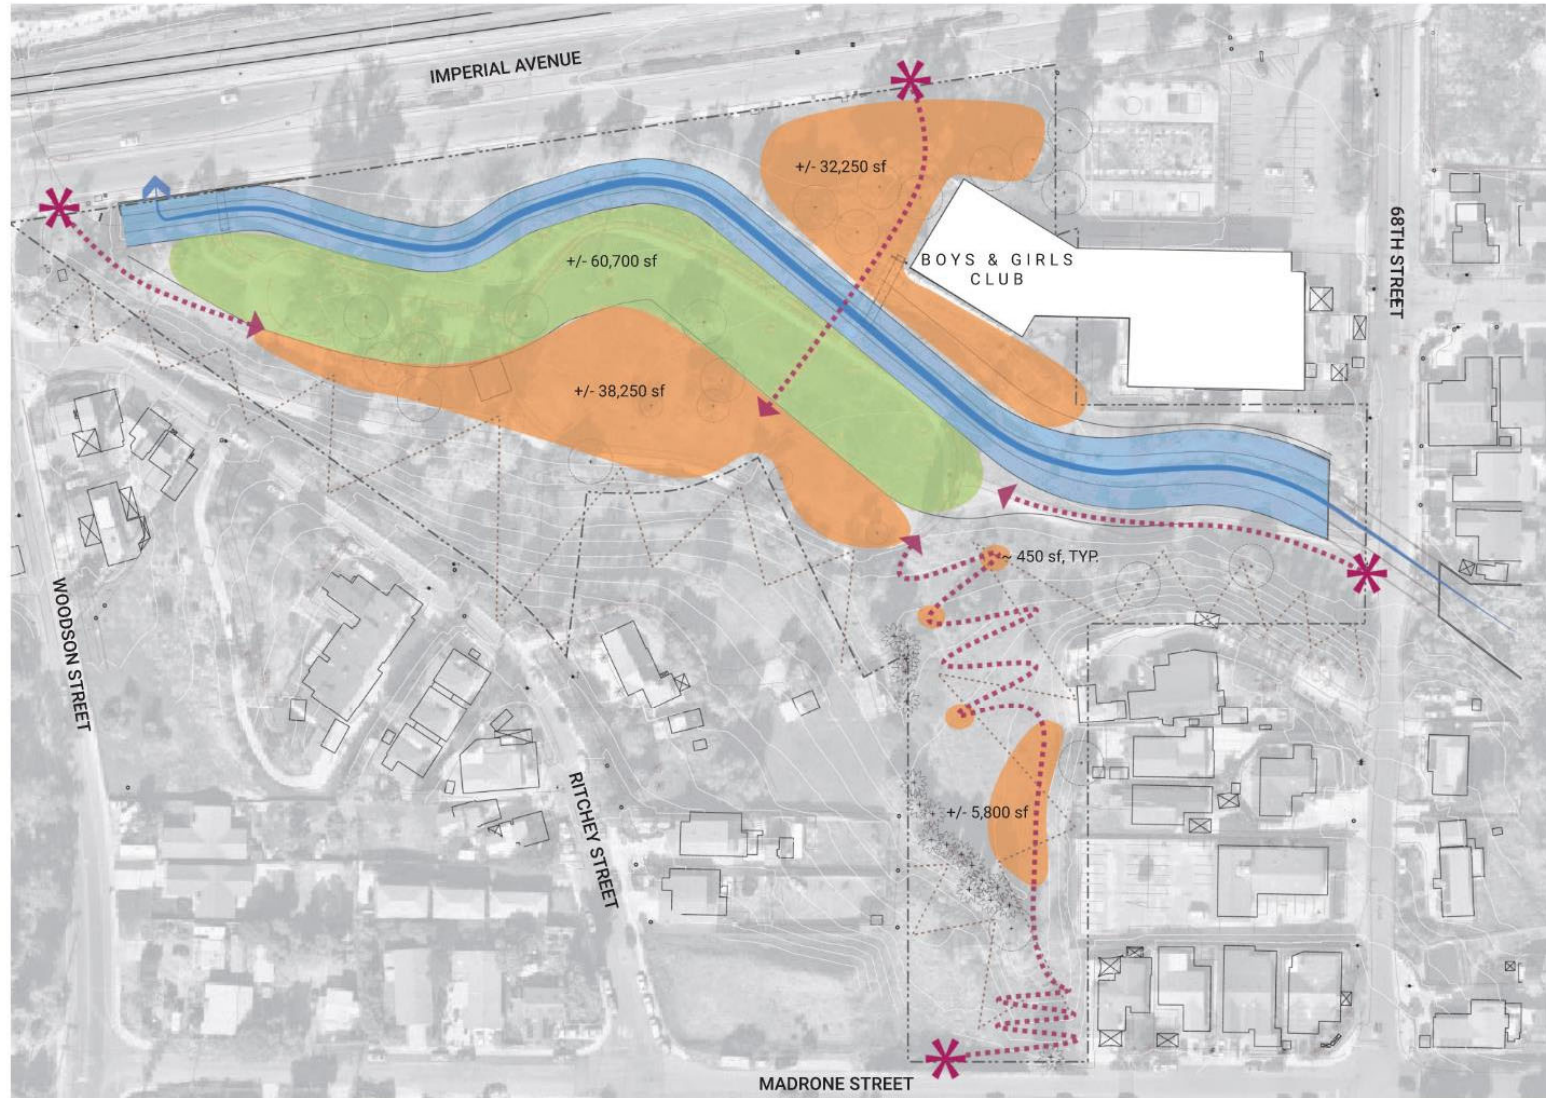 IMPERIAL AVENUE
+/- 32,250 sf
68TH STREET
+/- 60,700 sf
BOYS & GIRLS
CLUB
+/- 38,250 sf
~ 450 sf, TYP.
WOODSON STREET
RITCHEY STREET
+/- 5,800 sf
MADRONE STREET